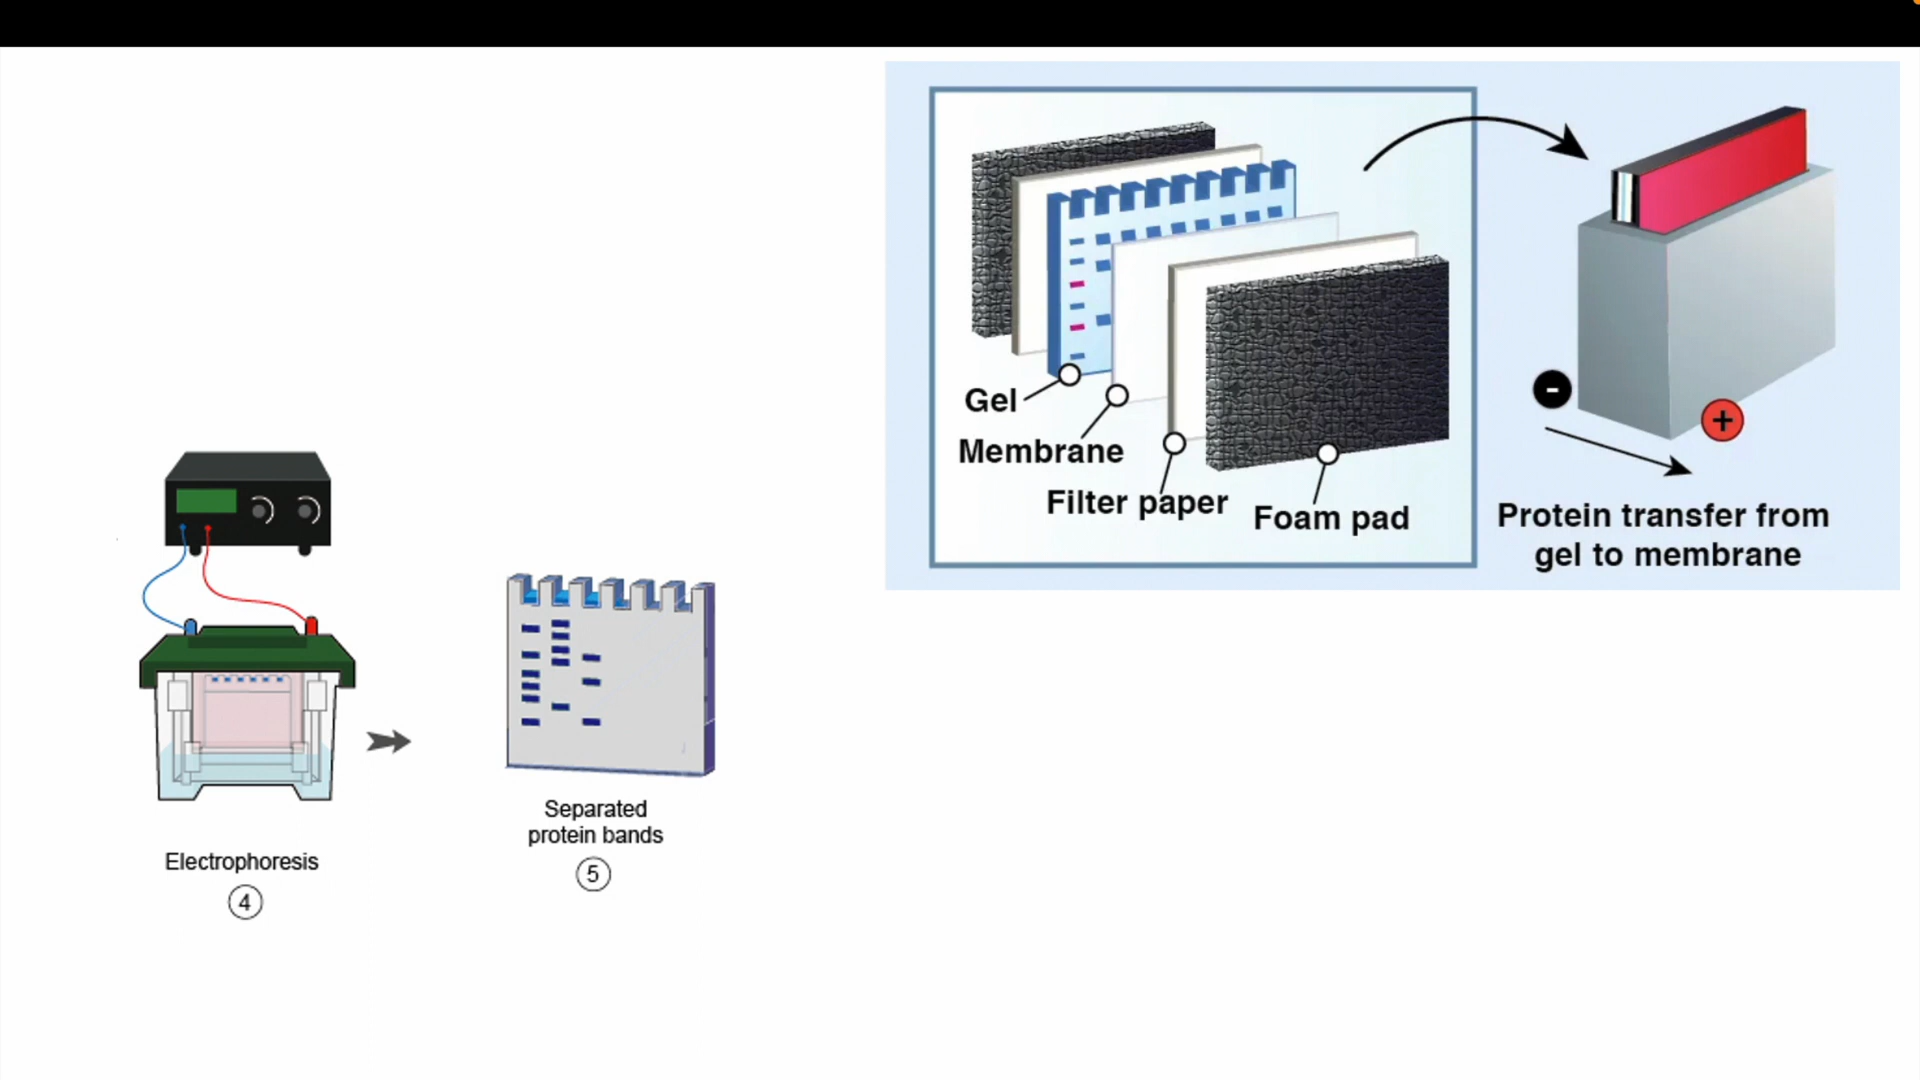 Gel
Membrane
Filter paper
Foam pad
-
+
Protein transfer from
gel to membrane
Electrophoresis
4
Separated
protein bands
5